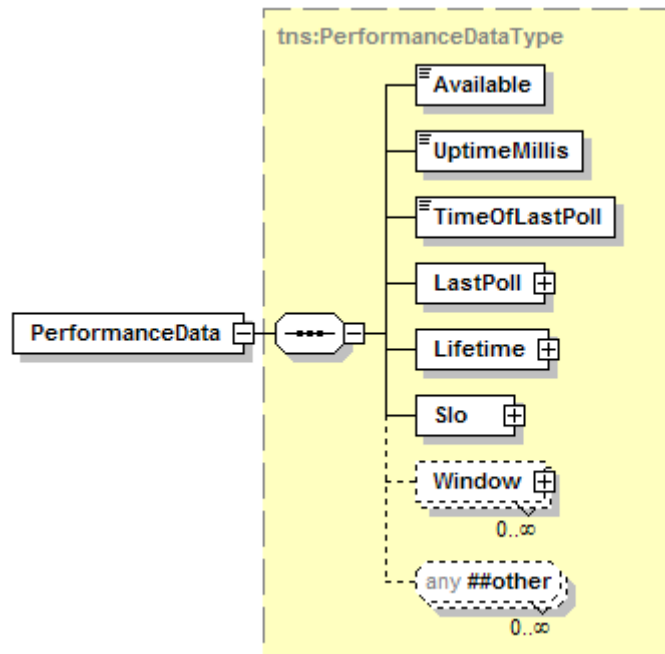 tns:PerformanceDataType
Available
UptimeMillis
TimeOfLastPoll
LastPoll
PerformanceData
Lifetime
Slo
Window
0..∞
any ##other
0..∞